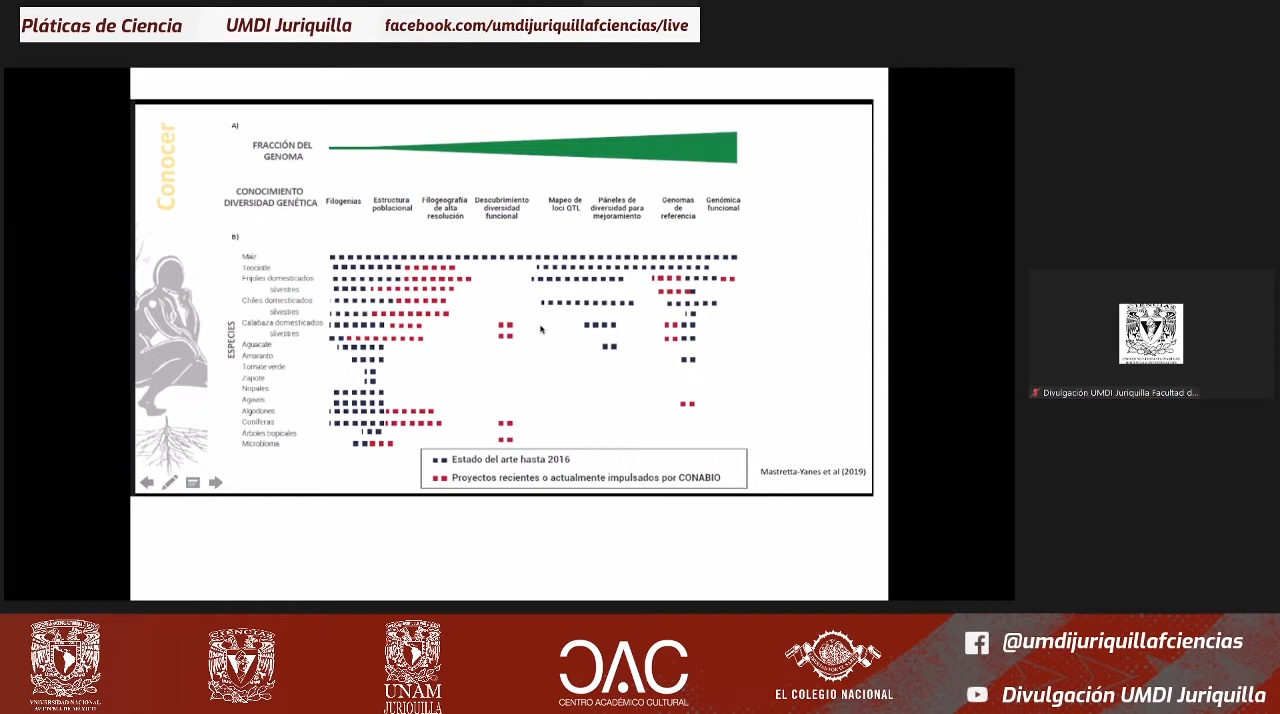 Pláticas de Ciencia UMDI Juriquilla facebook.com/umdijuriquillafciencias/live
Conocer
A)
FRACCIÓN DEL
GENOMA
CONOCIMIENTO
DIVERSIDAD GENÉTICA
Filogenias
Estructura
poblacional
Filogeografía
de alta
resolución
Descubrimiento
diversidad
funcional
Mapeo de
loci QTL
Páneles de
diversidad para
mejoramiento
Genomas
de
referencia
Genómica
funcional
B)
ESPECIES
Maíz
Teocintle
Frijoles domesticados
silvestres
Chiles domesticados
silvestres
Calabaza domesticados
silvestres
Aguacate
Amaranto
Tomate verde
Zapote
Nopales
Agaves
Algodones
Coníferas
Árboles tropicales
Microbioma
Estado del arte hasta 2016
Proyectos recientes o actualmente impulsados por CONABIO
Mastretta-Yanes et al (2019)
Divulgación UMDI Juriquilla Facultad d...
CIENCIAS
UNAM
JURIQUILLA
CAC
CENTRO ACADÉMICO CULTURAL
EL COLEGIO NACIONAL
@umdijuriquillafciencias
Divulgación UMDI Juriquilla